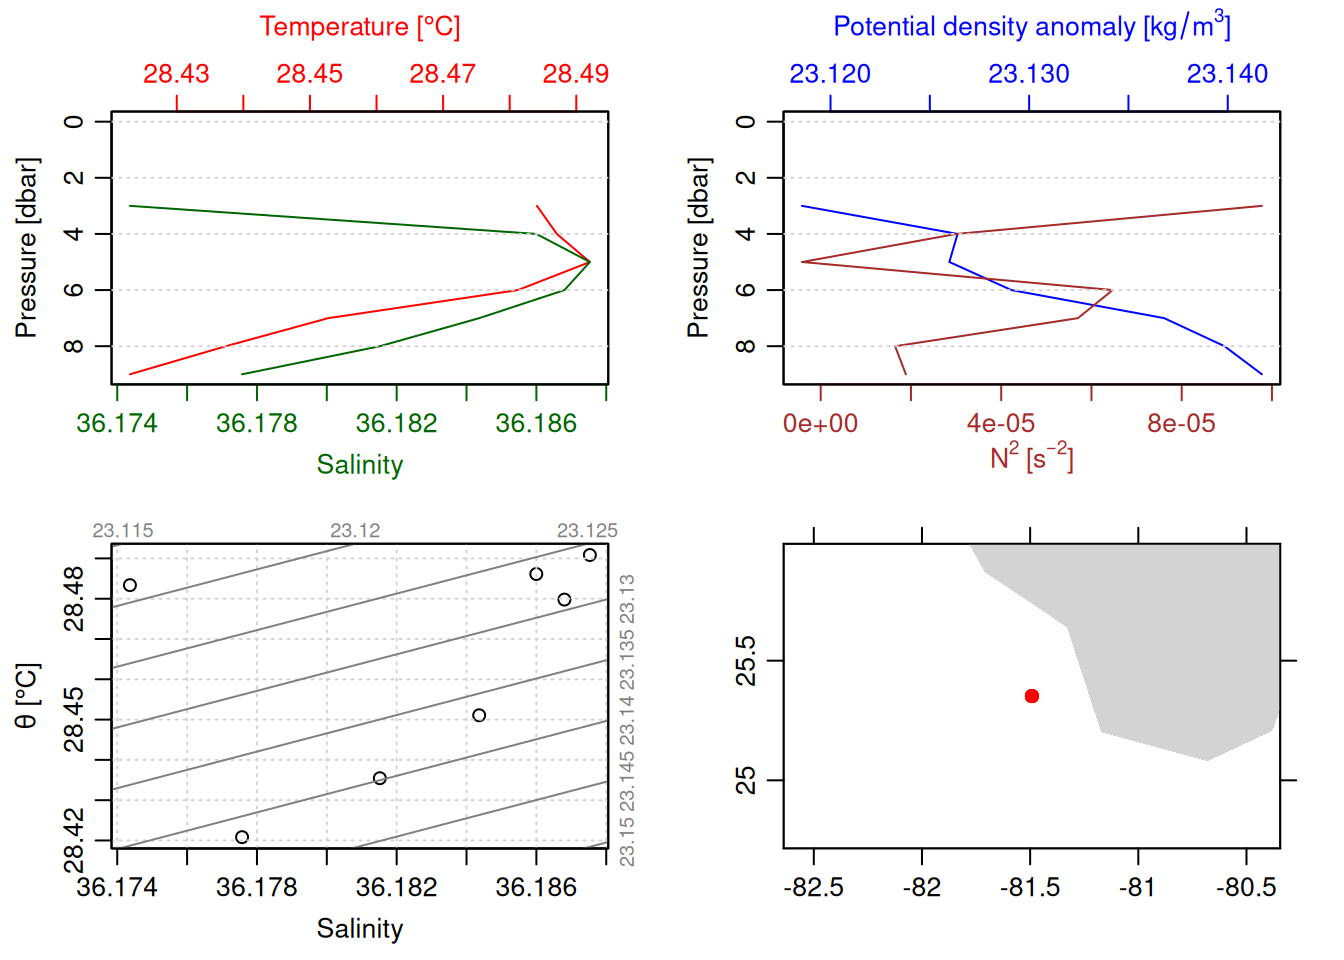 Temperature [°C]
28.43 28.45 28.47 28.49
Pressure [dbar]
0
2
4
6
8
36.174 36.178 36.182 36.186
Salinity
Potential density anomaly [kg/m³]
23.120 23.130 23.140
Pressure [dbar]
0
2
4
6
8
0e+00 4e-05 8e-05
N² [s⁻²]
23.115 23.12 23.125
θ [°C]
28.48
28.45
28.42
23.13
23.135
23.14
23.145
23.15
36.174 36.178 36.182 36.186
Salinity
25.5
25
-82.5 -82 -81.5 -81 -80.5